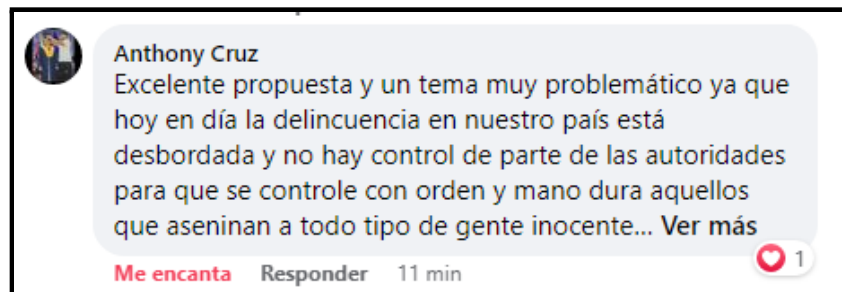 Anthony Cruz
Excelente propuesta y un tema muy problemático ya que
hoy en día la delincuencia en nuestro país está
desbordada y no hay control de parte de las autoridades
para que se controle con orden y mano dura aquellos
que aseninan a todo tipo de gente inocente... Ver más
1
Me encanta Responder 11 min